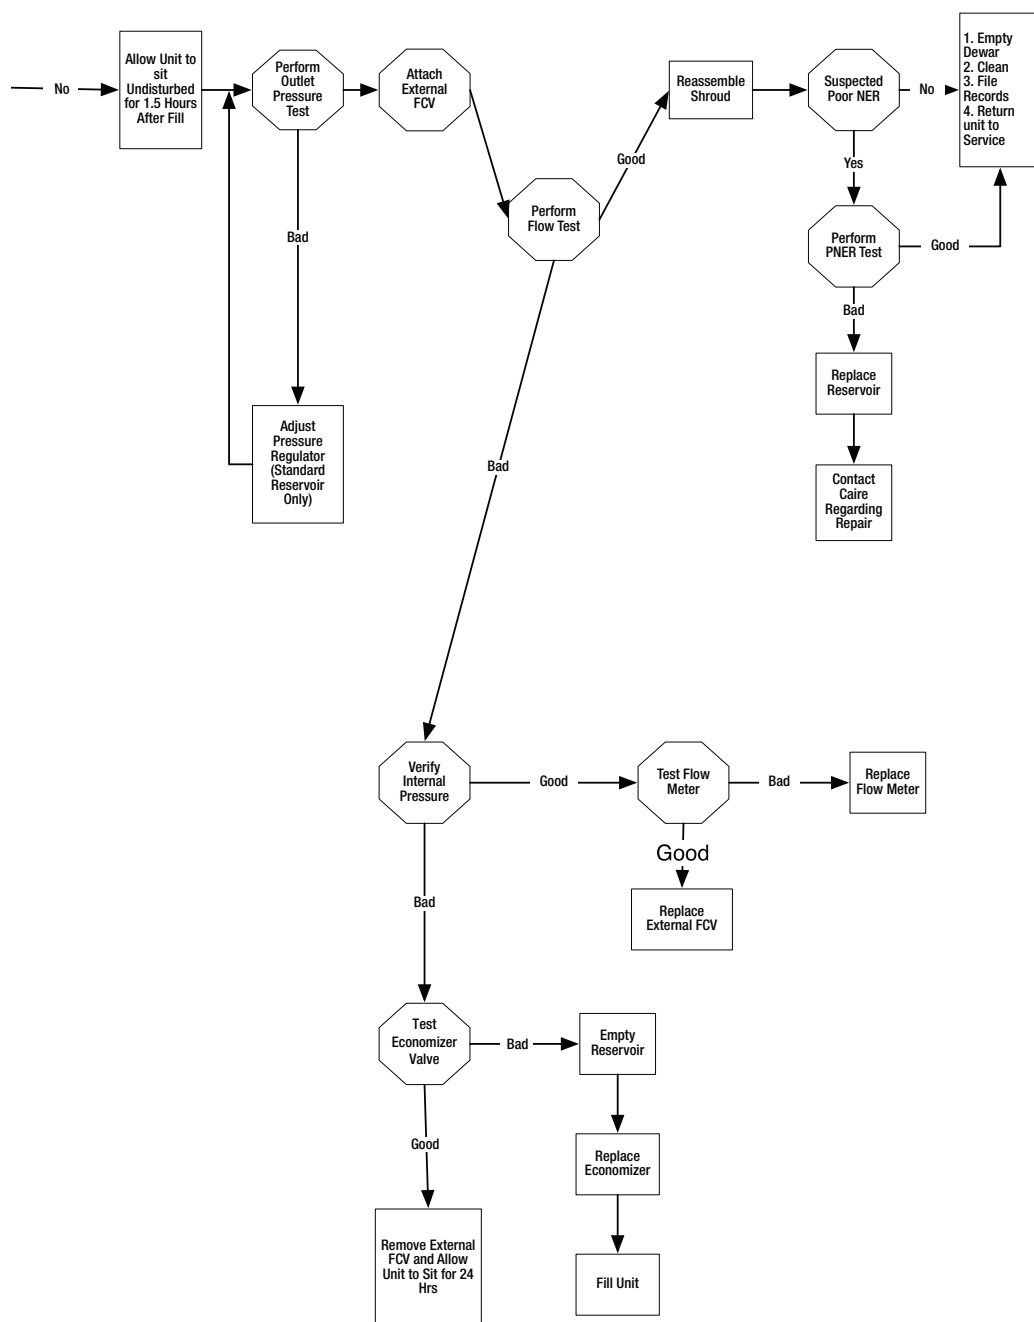 No
Allow Unit to
sit
Undisturbed
for 1.5 Hours
After Fill
Perform
Outlet
Pressure
Test
Attach
External
FCV
Bad
Adjust
Pressure
Regulator
(Standard
Reservoir
Only)
Perform
Flow Test
Good
Reassemble
Shroud
Suspected
Poor NER
No
1. Empty
Dewar
2. Clean
3. File
Records
4. Return
unit to
Service
Yes
Perform
PNER Test
Good
Bad
Replace
Reservoir
Contact
Caire
Regarding
Repair
Bad
Verify
Internal
Pressure
Good
Test Flow
Meter
Bad
Replace
Flow Meter
Good
Replace
External FCV
Bad
Test
Economizer
Valve
Bad
Empty
Reservoir
Replace
Economizer
Fill Unit
Good
Remove External
FCV and Allow
Unit to Sit for 24
Hrs